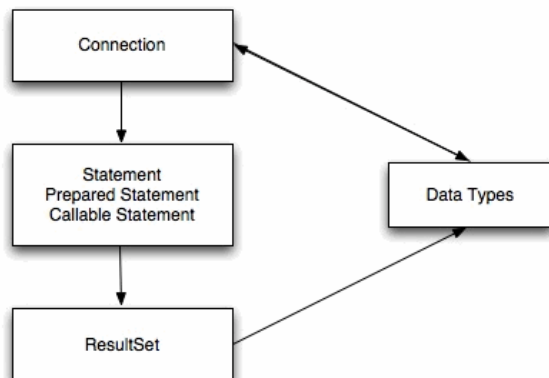 Connection
Statement
Prepared Statement
Callable Statement
Data Types
ResultSet